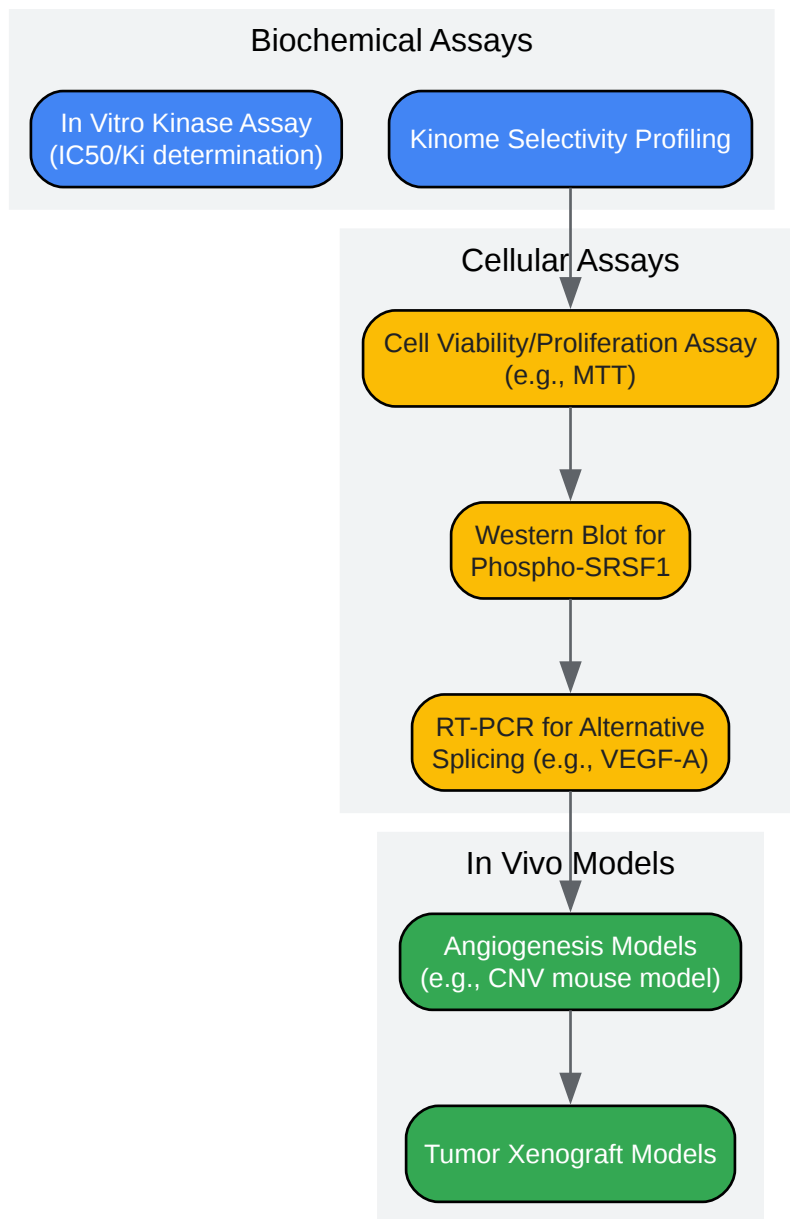 Biochemical Assays
In Vitro Kinase Assay
(IC50/Ki determination)
Kinome Selectivity Profiling
Cellular Assays
Cell Viability/Proliferation Assay
(e.g., MTT)
Western Blot for
Phospho-SRSF1
RT-PCR for Alternative
Splicing (e.g., VEGF-A)
In Vivo Models
Angiogenesis Models
(e.g., CNV mouse model)
Tumor Xenograft Models